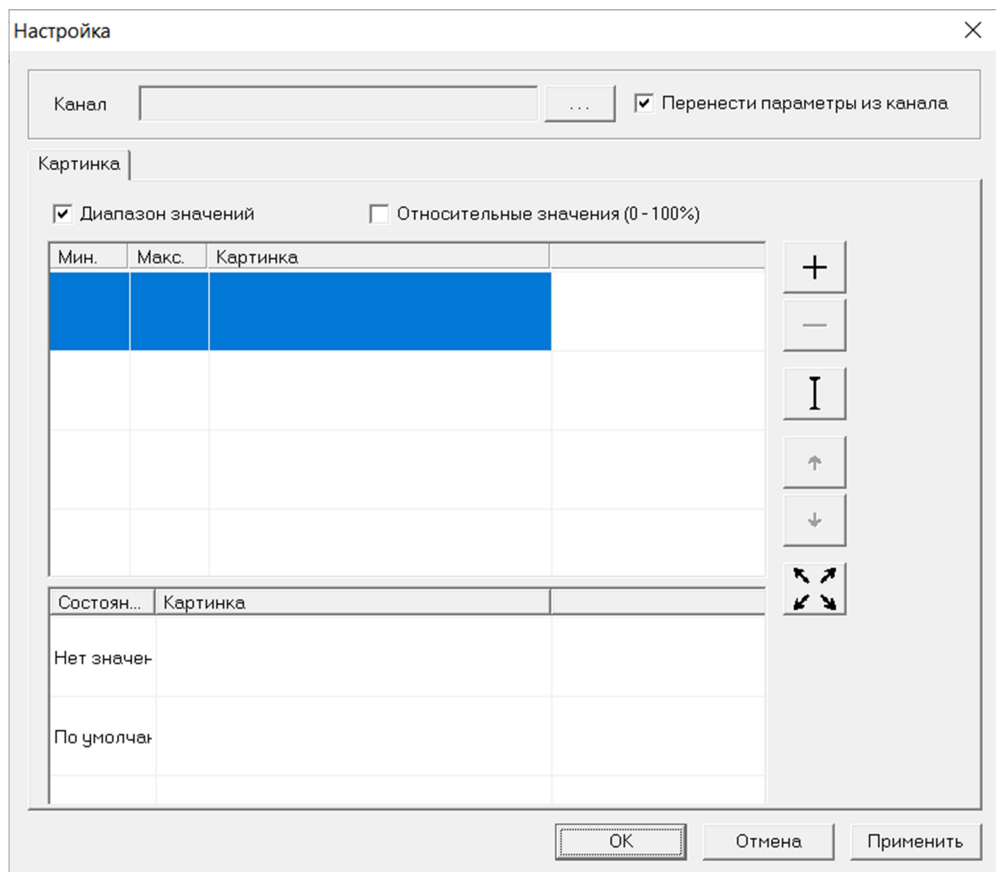 Настройка
Канал ... Перенести параметры из канала
Картинка
Диапазон значений Относительные значения (0-100%)
Мин. Макс. Картинка
Состоян... Картинка
Нет значен
По умолчан
OK Отмена Применить